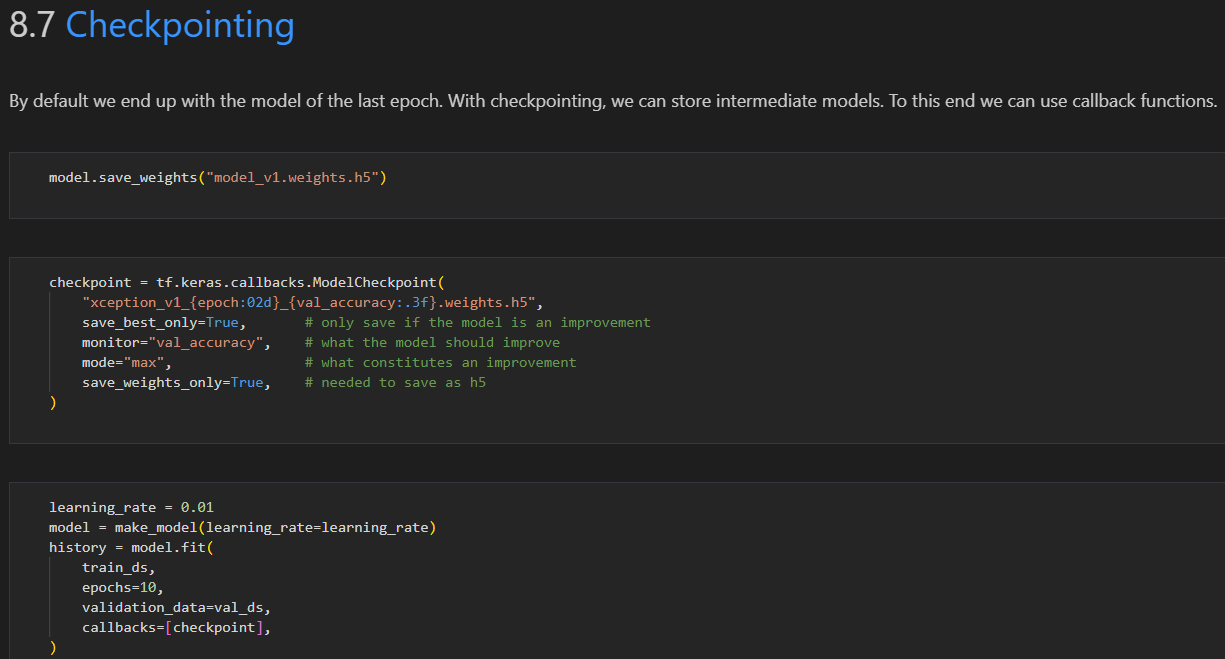 8.7 Checkpointing
By default we end up with the model of the last epoch. With checkpointing, we can store intermediate models. To this end we can use callback functions.
model.save_weights("model_v1.weights.h5")
checkpoint = tf.keras.callbacks.ModelCheckpoint(
    "xception_v1_{epoch:02d}_{val_accuracy:.3f}.weights.h5",
    save_best_only=True,       # only save if the model is an improvement
    monitor="val_accuracy",    # what the model should improve
    mode="max",                # what constitutes an improvement
    save_weights_only=True,    # needed to save as h5
)
learning_rate = 0.01
model = make_model(learning_rate=learning_rate)
history = model.fit(
    train_ds,
    epochs=10,
    validation_data=val_ds,
    callbacks=[checkpoint],
)